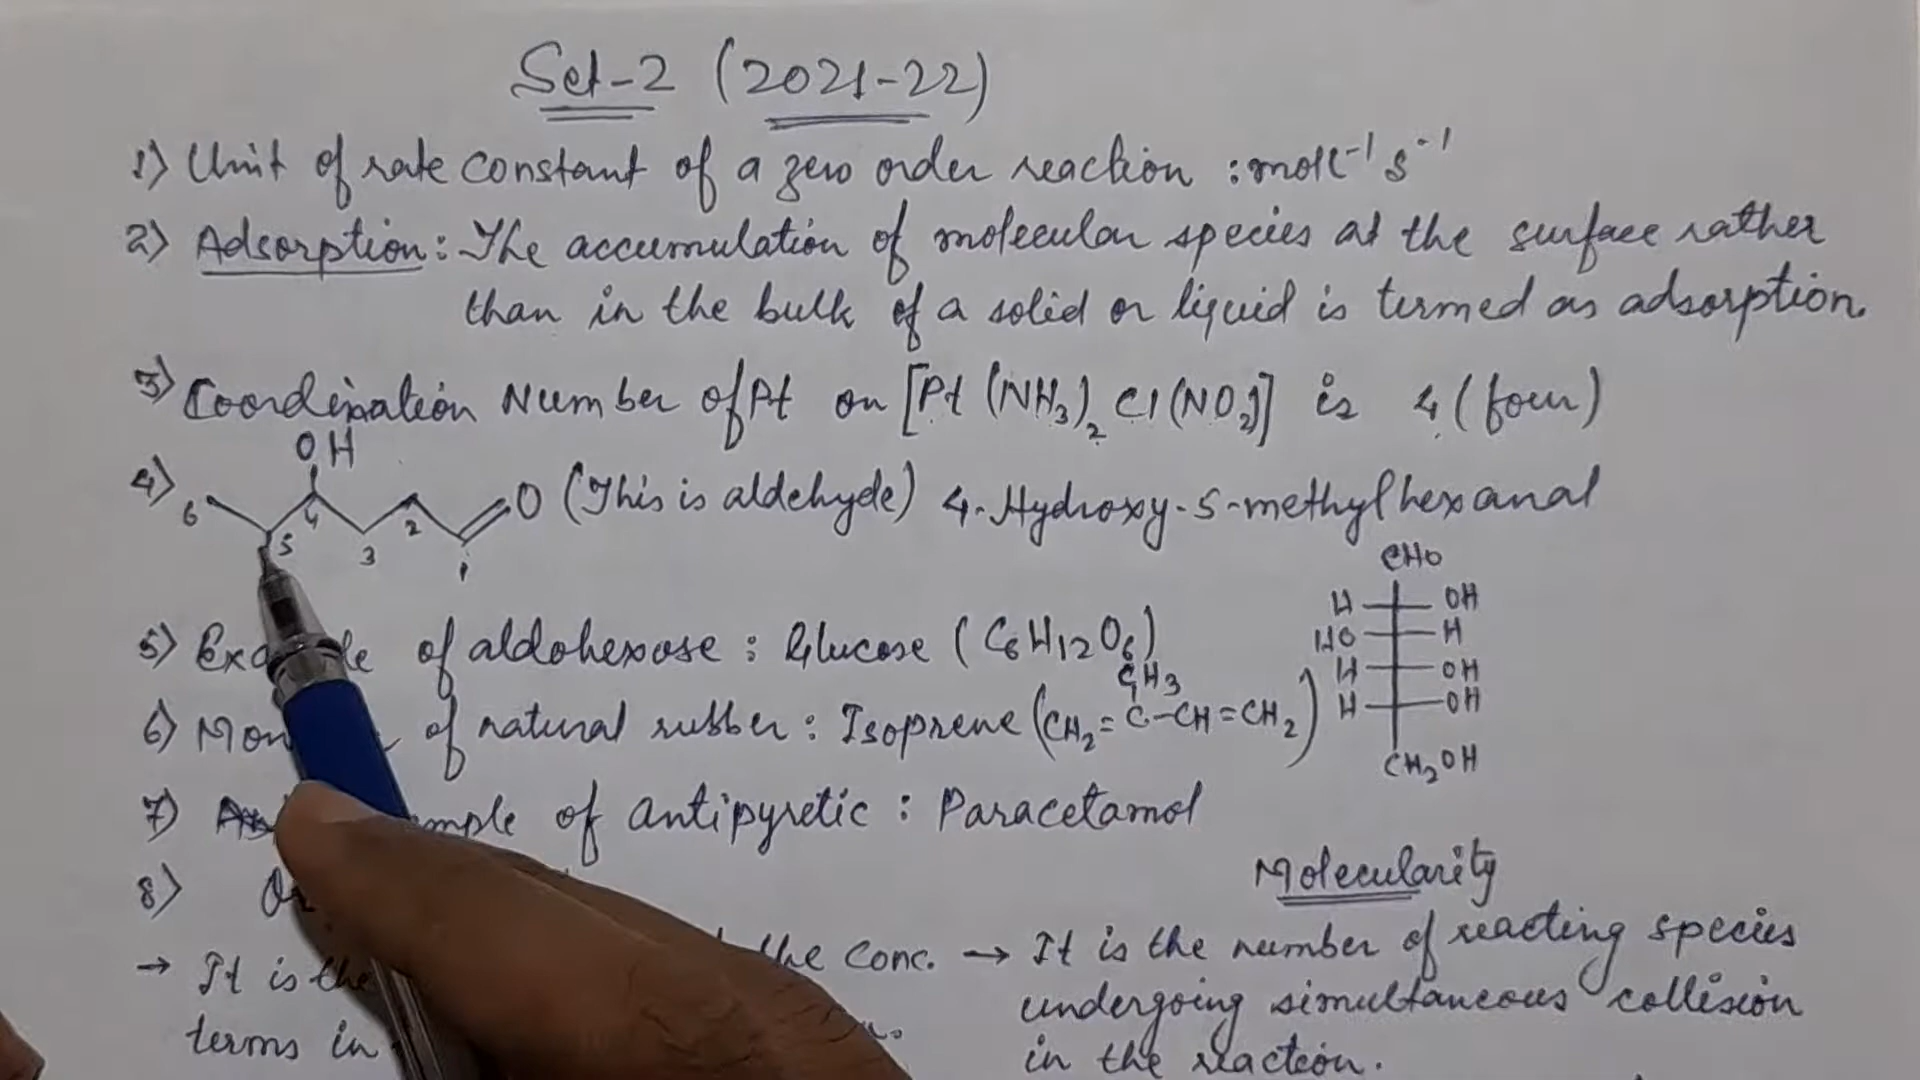 Set-2 (2021-22)
1) Unit of rate constant of a zero order reaction : mol L⁻¹ s⁻¹
2) Adsorption: The accumulation of molecular species at the surface rather
than in the bulk of a solid or liquid is termed as adsorption.
3) Coordination Number of Pt on [Pt (NH₃)₂ Cl (NO₂)] is 4 (four)
OH
4) 6 5 4 3 2 1 O (This is aldehyde) 4-Hydroxy-5-methylhexanal
CHO
H OH
5) of aldohexose : Glucose (C₆H₁₂O₆) HO H
CH₃ H OH
6) of natural rubber : Isoprene (CH₂=C-CH=CH₂) H OH
CH₂OH
7) of Antipyretic : Paracetamol
8) Molecularity
→ It is the the conc. → It is the number of reacting species
undergoing simultaneous collision
terms in in the reaction.